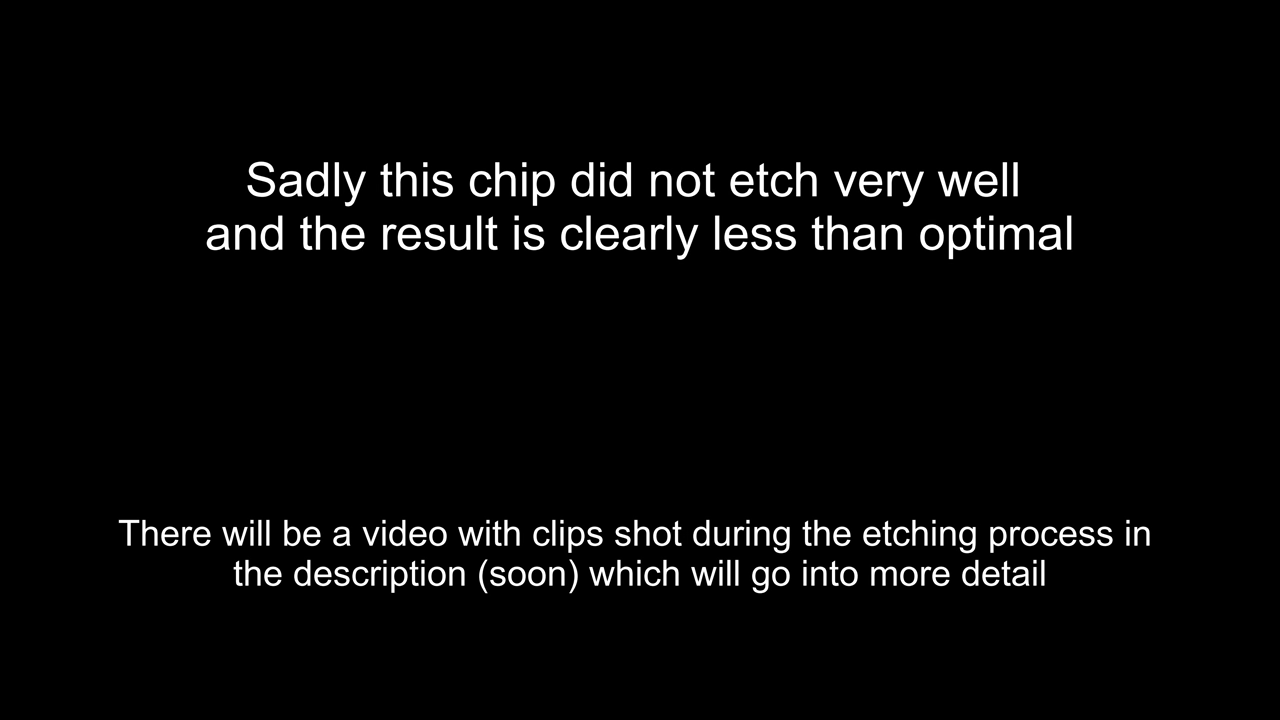 Sadly this chip did not etch very well
and the result is clearly less than optimal
There will be a video with clips shot during the etching process in
the description (soon) which will go into more detail